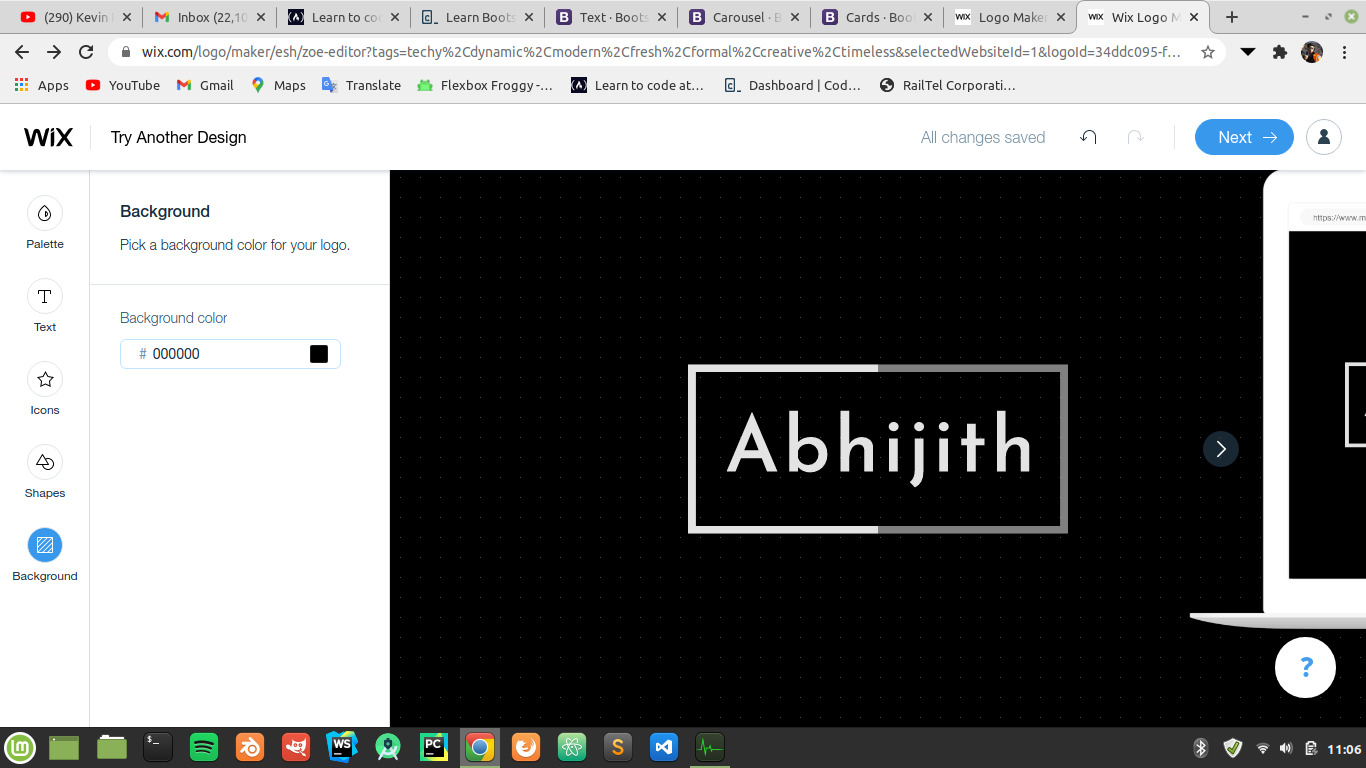 (290) Kevin
Inbox (22,10
Learn to co
Learn Boots
Text · Boots
Carousel · B
Cards · Boo
Logo Maker
Wix Logo M
wix.com/logo/maker/esh/zoe-editor?tags=techy%2Cdynamic%2Cmodern%2Cfresh%2Cformal%2Ccreative%2Ctimeless&selectedWebsiteId=1&logoId=34ddc095-f...
Apps
YouTube
Gmail
Maps
Translate
Flexbox Froggy -...
Learn to code at...
Dashboard | Cod...
RailTel Corporati...
WiX
Try Another Design
All changes saved
Next
Palette
Text
Icons
Shapes
Background
Background
Pick a background color for your logo.
Background color
# 000000
Abhijith
https://www.m
?
WS
PC
11:06